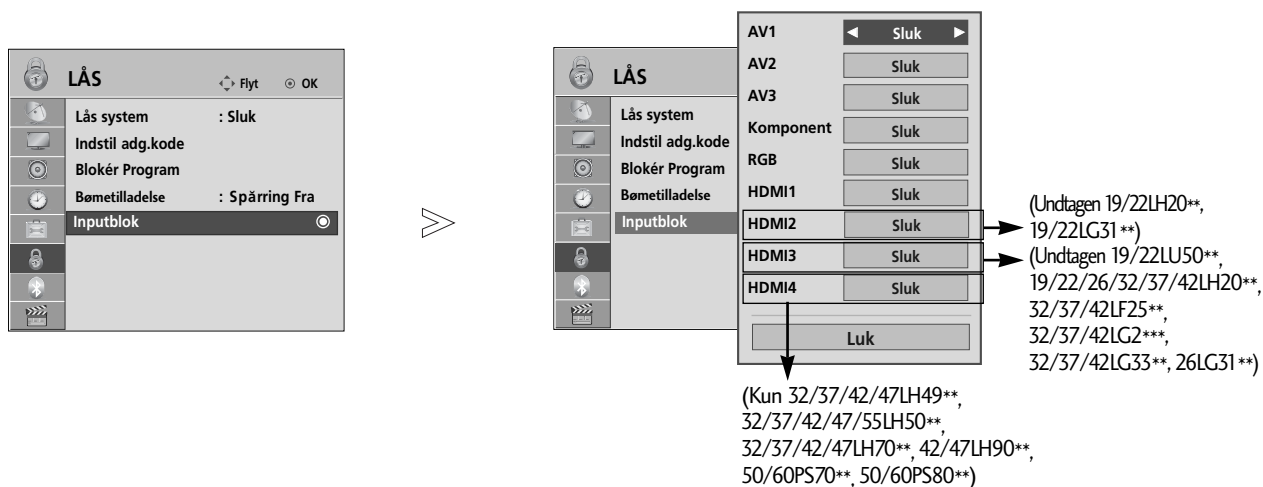 LÅS
Flyt
OK
Lås system : Sluk
Indstil adg.kode
Blokér Program
Bømetilladelse : Spărring Fra
Inputblok
LÅS
Lås system
Indstil adg.kode
Blokér Program
Bømetilladelse
Inputblok
AV1 Sluk
AV2 Sluk
AV3 Sluk
Komponent Sluk
RGB Sluk
HDMI1 Sluk
HDMI2 Sluk
HDMI3 Sluk
HDMI4 Sluk
Luk
(Undtagen 19/22LH20**,
19/22LG31**)
(Undtagen 19/22LU50**,
19/22/26/32/37/42LH20**,
32/37/42LF25**,
32/37/42LG2***,
32/37/42LG33**, 26LG31**)
(Kun 32/37/42/47LH49**,
32/37/42/47/55LH50**,
32/37/42/47LH70**, 42/47LH90**,
50/60PS70**, 50/60PS80**)